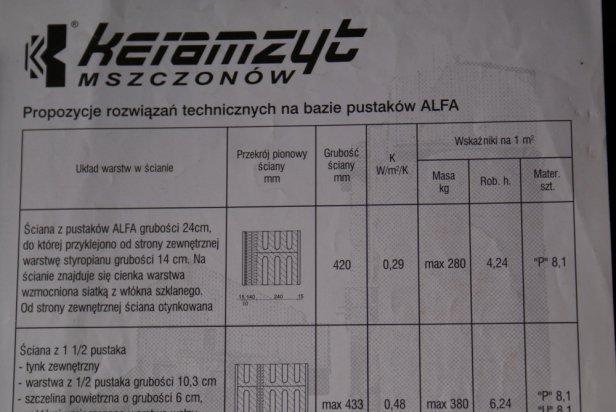 ® Keramzyt
MSZCZONÓW
Propozycje rozwiązań technicznych na bazie pustaków ALFA
Układ warstw w ścianie
Przekrój pionowy
ściany
mm
Grubość
ściany
mm
K
W/m²/K
Wskaźniki na 1 m²
Masa
kg
Rob. h.
Mater.
szt.
Ściana z pustaków ALFA grubości 24cm,
do której przyklejono od strony zewnętrznej
warstwę styropianu grubości 14 cm. Na
ścianie znajduje się cienka warstwa
wzmocniona siatką z włókna szklanego.
Od strony zewnętrznej ściana otynkowana
15 140 240 15
10
420
0,29
max 280
4,24
"P" 8,1
Ściana z 1 1/2 pustaka
- tynk zewnętrzny
- warstwa z 1/2 pustaka grubości 10,3 cm
- szczelina powietrzna o grubości 6 cm,
max 433
0,48
max 380
6,24
"P" 8,1